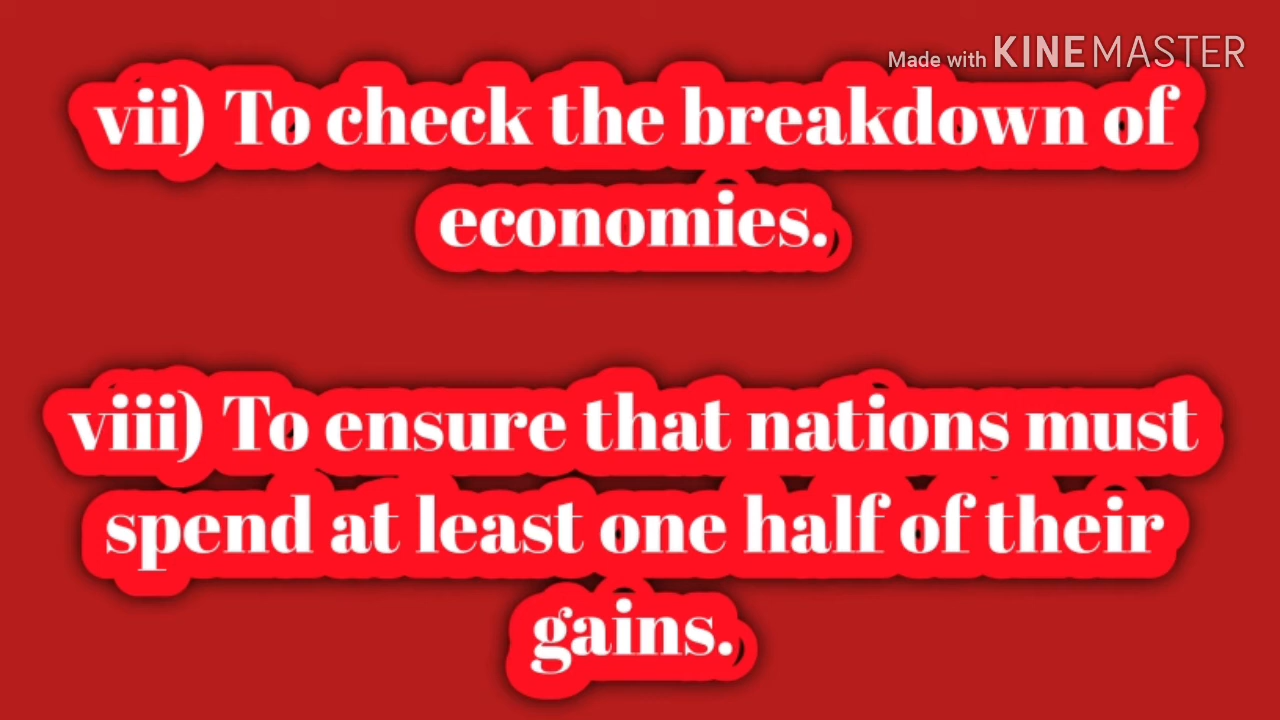 Made with KINEMASTER
vii) To check the breakdown of
economies.
viii) To ensure that nations must
spend at least one half of their
gains.